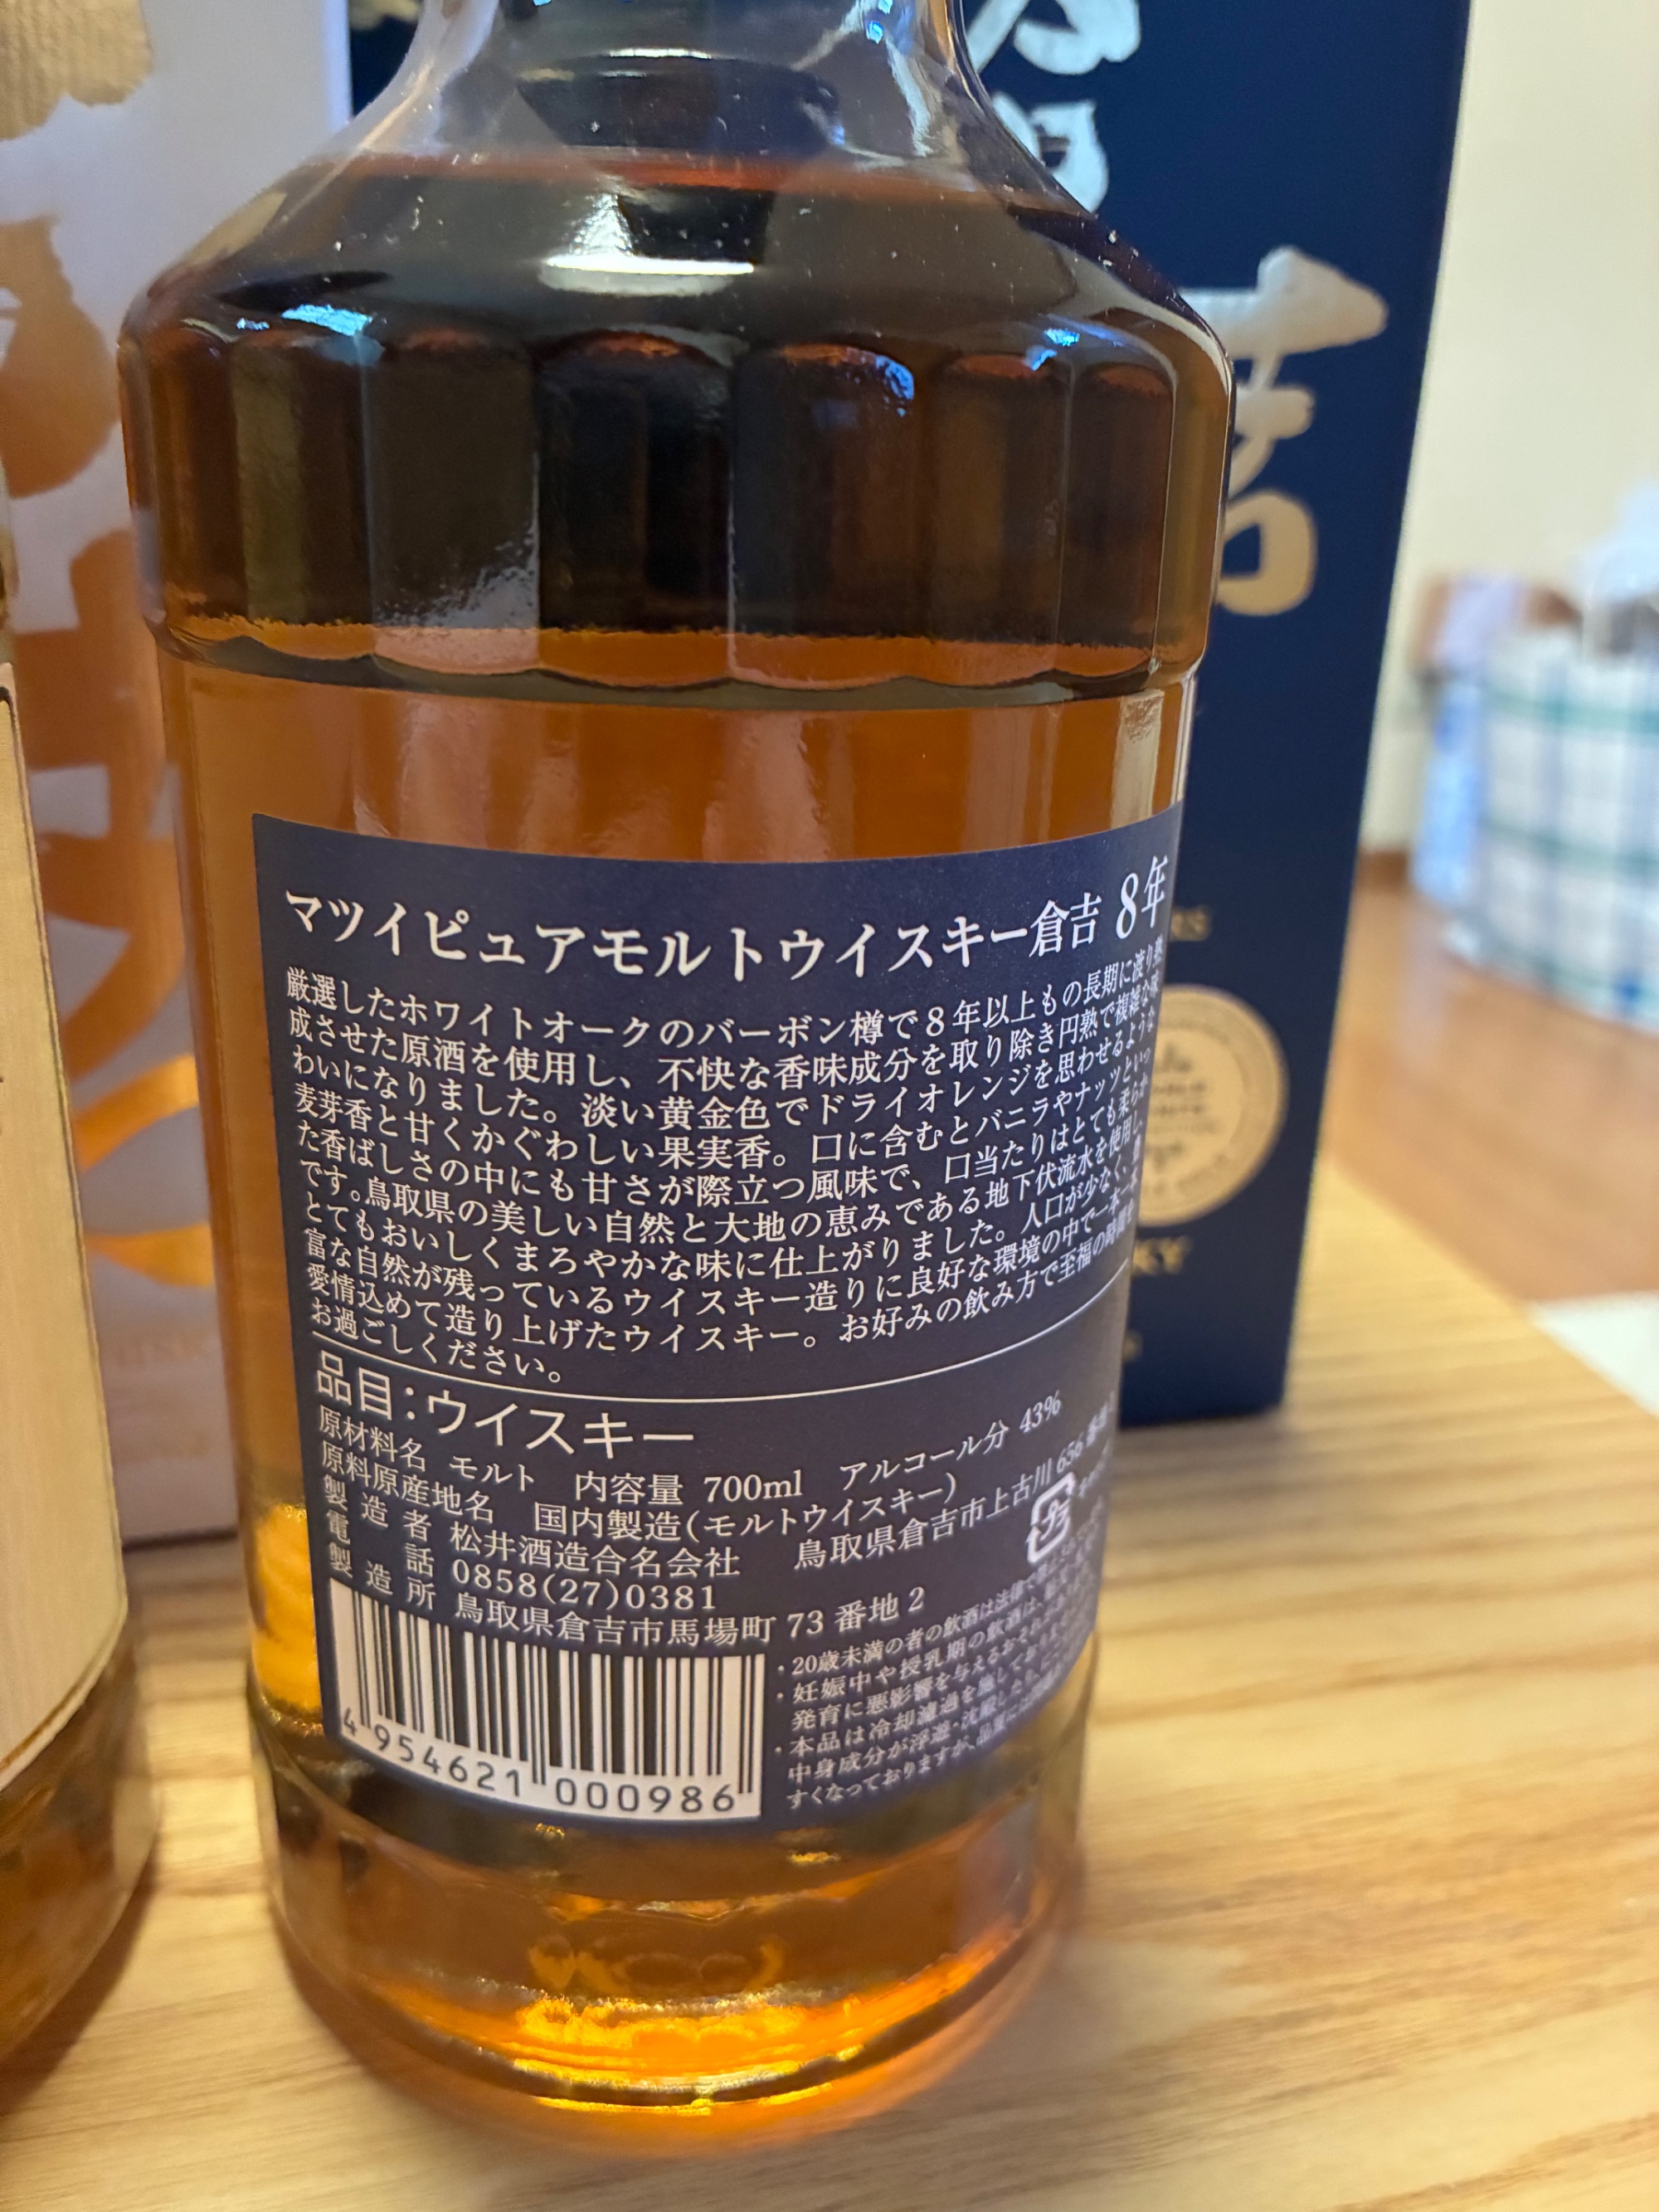 マツイピュアモルトウイスキー倉吉 8年
厳選したホワイトオークのバーボン樽で8年以上もの長期に渡り熟
成させた原酒を使用し、不快な香味成分を取り除き円熟で複雑な味
わいになりました。淡い黄金色でドライオレンジを思わせるような
麦芽香と甘くかぐわしい果実香。口に含むとバニラやナッツといっ
た香ばしさの中にも甘さが際立つ風味で、口当たりはとても柔らか
です。鳥取県の美しい自然と大地の恵みである地下伏流水を使用し、
とてもおいしくまろやかな味に仕上がりました。人口が少なく、豊
富な自然が残っているウイスキー造りに良好な環境の中で一本一本
愛情込めて造り上げたウイスキー。お好みの飲み方で至福の時間を
お過ごしください。
品目：ウイスキー
原材料名 モルト 内容量 700ml アルコール分 43%
原料原産地名 国内製造(モルトウイスキー)
製造者 松井酒造合名会社 鳥取県倉吉市上古川 656
電話 0858(27)0381
製造所 鳥取県倉吉市馬場町 73 番地 2
・20歳未満の者の飲酒は法律で
・妊娠中や授乳期の飲酒は、
発育に悪影響を与えるおそれが
・本品は冷却濾過を施しており
中身成分が浮遊・沈殿したり
すくなっておりますが、品質には
4 954621 000986